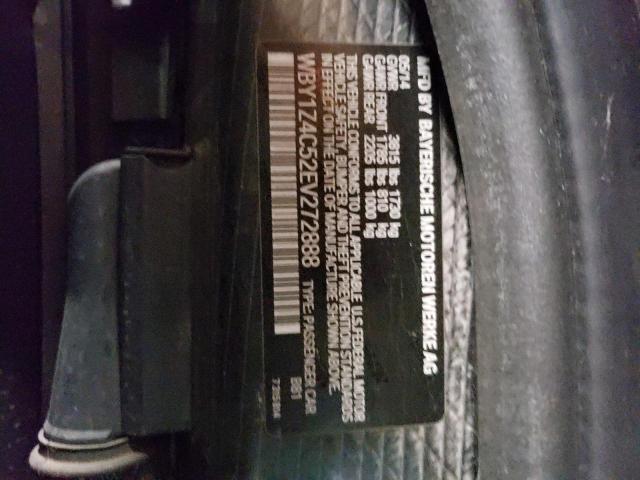 MFD BY BAYERISCHE MOTOREN WERKE AG
05/14
GVWR 3815 lbs 1730 kg
GAWR FRONT 1785 lbs 810 kg
GAWR REAR 2205 lbs 1000 kg
THIS VEHICLE CONFORMS TO ALL APPLICABLE U.S. FEDERAL MOTOR
VEHICLE SAFETY, BUMPER AND THEFT PREVENTION STANDARDS
IN EFFECT ON THE DATE OF MANUFACTURE SHOWN ABOVE.
WBY1Z4C52EV272888 TYPE: PASSENGER CAR